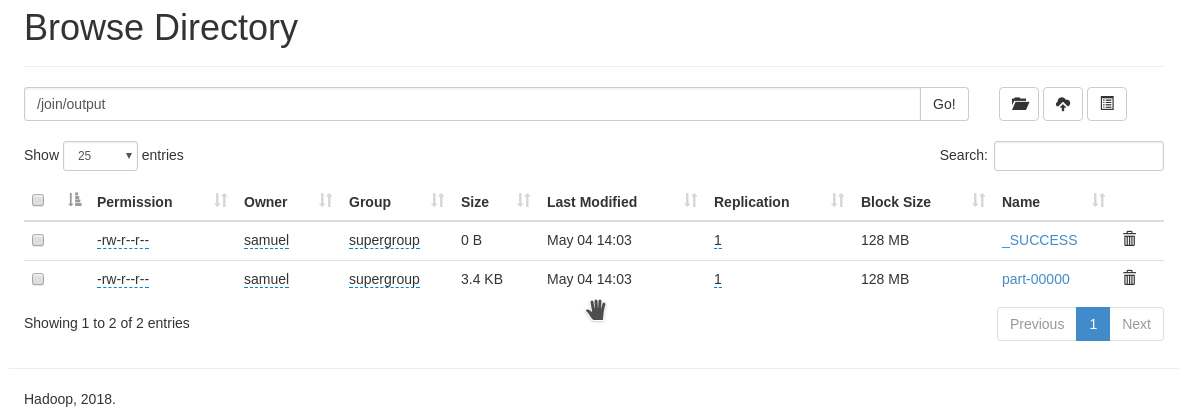 Browse Directory
/join/output Go!
Show 25 entries Search:
Permission Owner Group Size Last Modified Replication Block Size Name
-rw-r--r-- samuel supergroup 0 B May 04 14:03 1 128 MB _SUCCESS
-rw-r--r-- samuel supergroup 3.4 KB May 04 14:03 1 128 MB part-00000
Showing 1 to 2 of 2 entries Previous 1 Next
Hadoop, 2018.